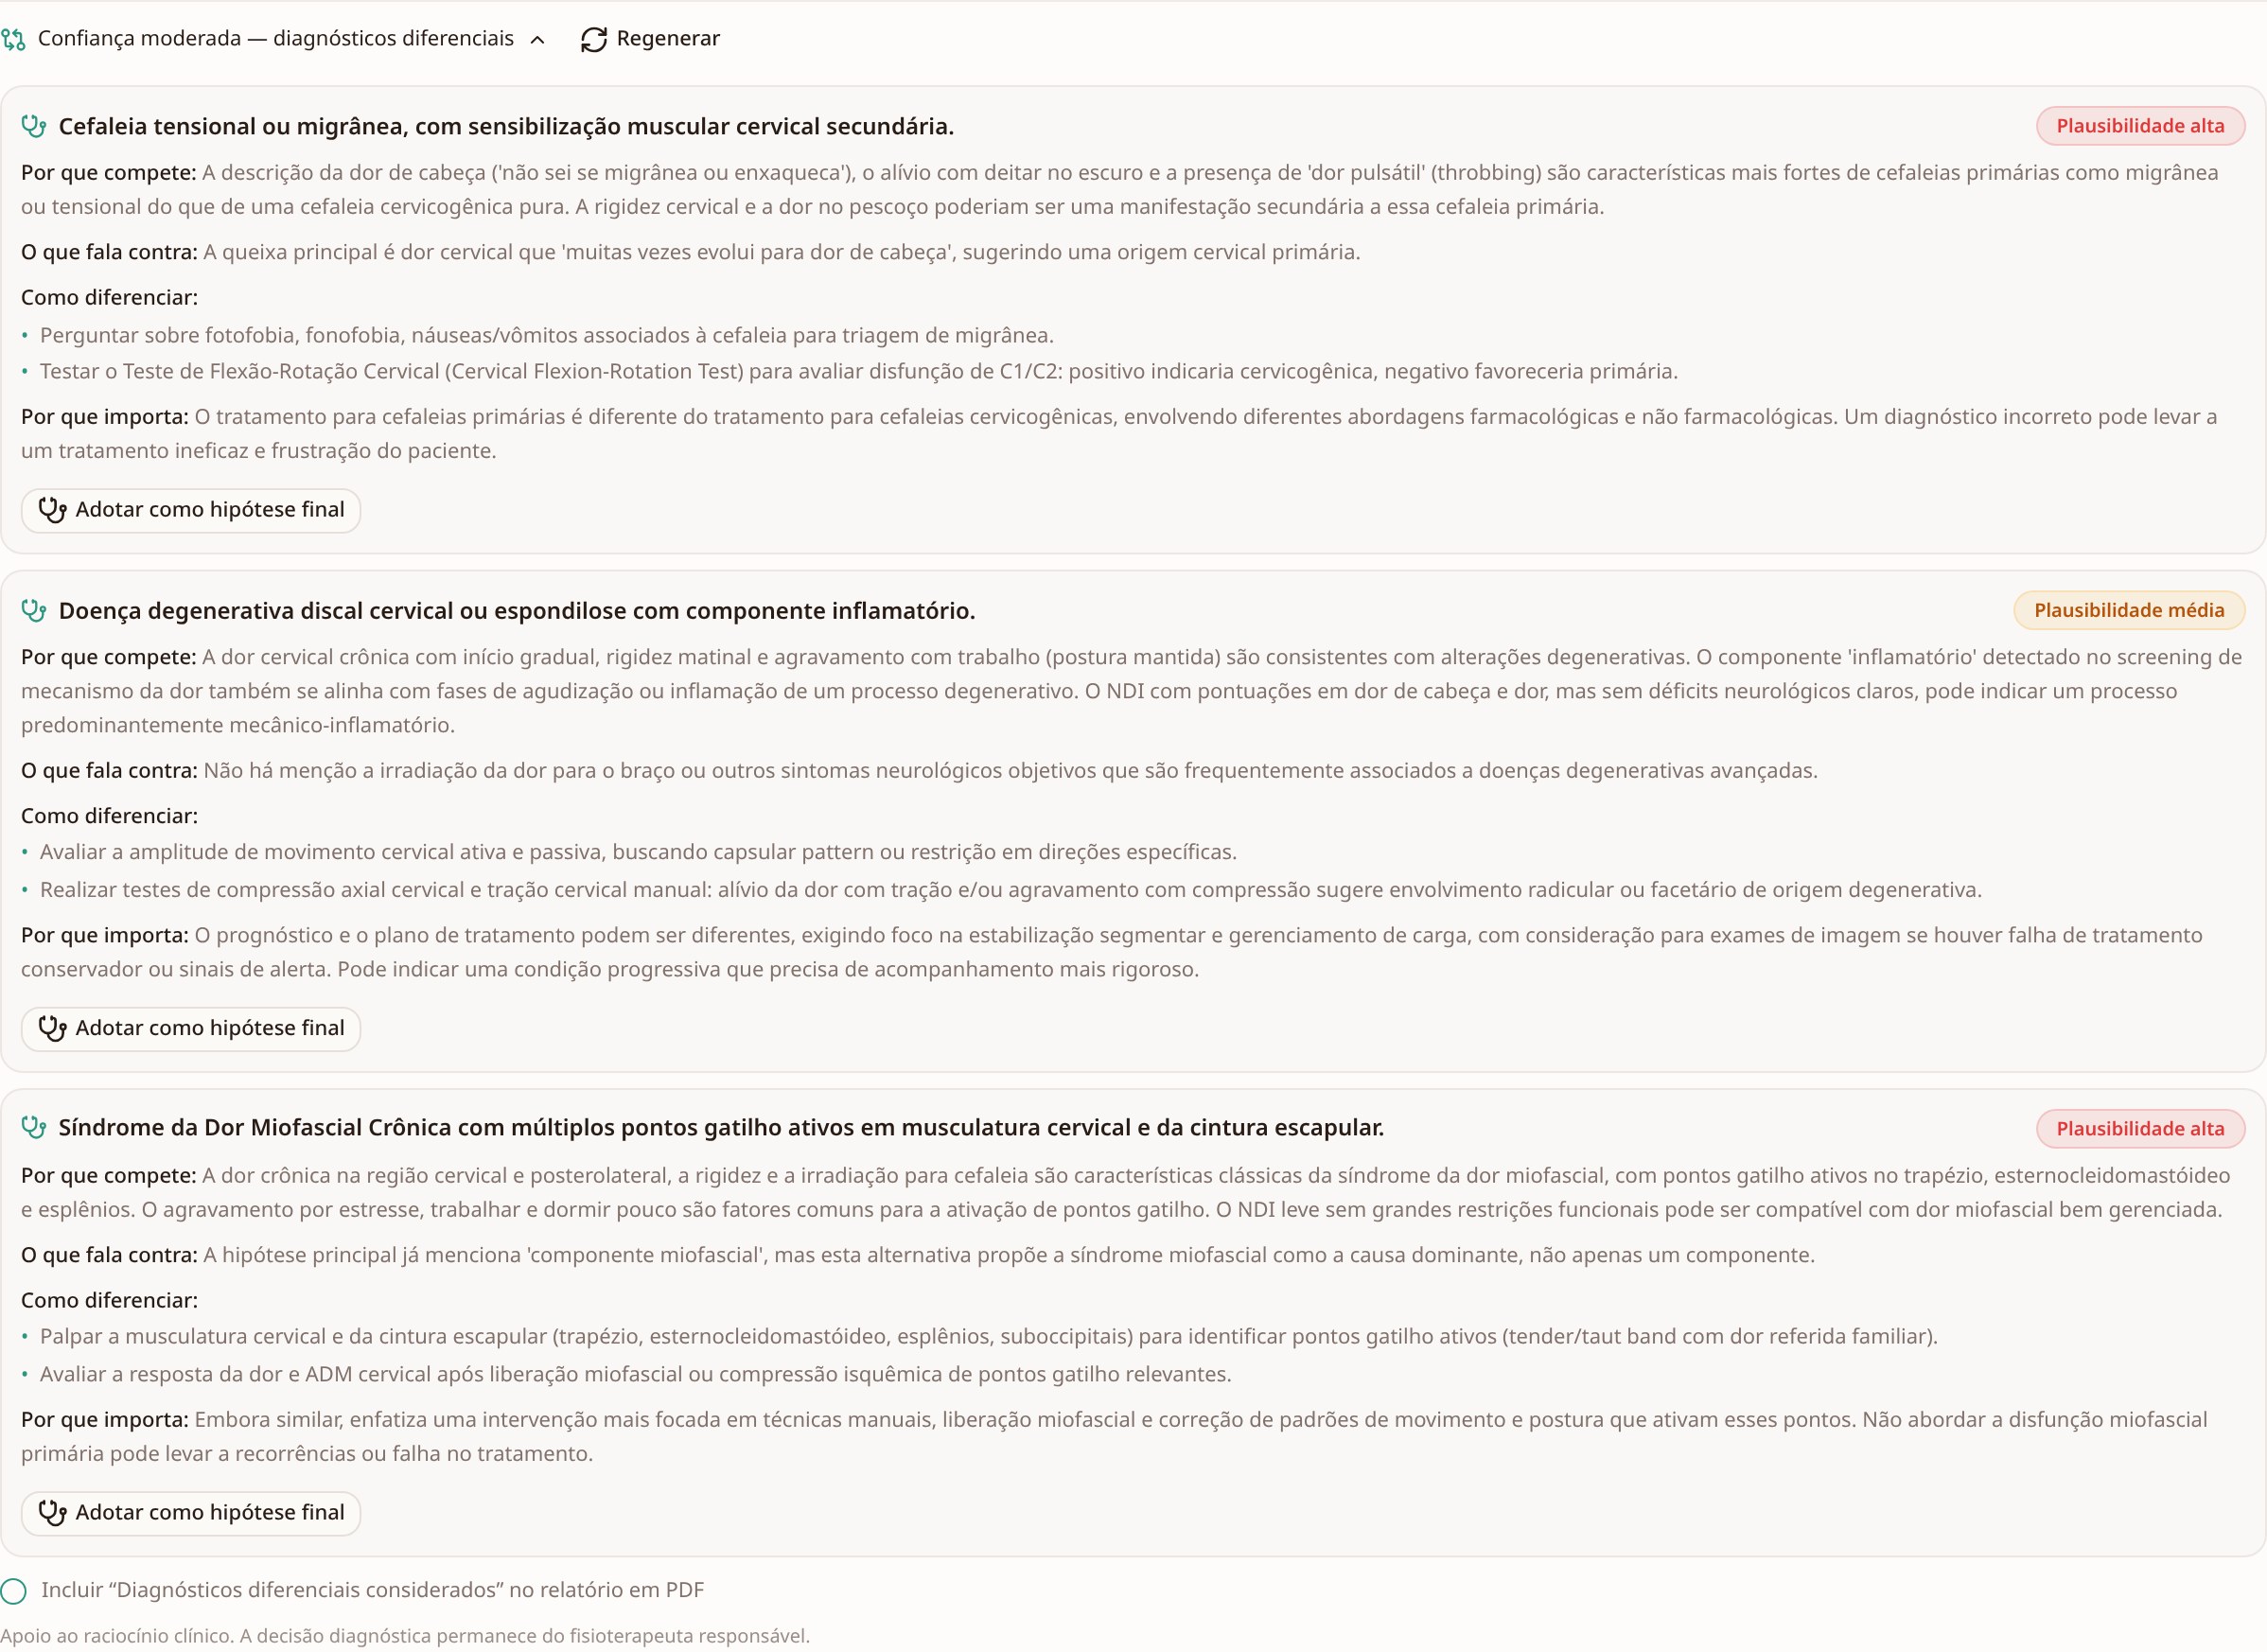 Confiança moderada — diagnósticos diferenciais
Regenerar
Cefaleia tensional ou migrânea, com sensibilização muscular cervical secundária.
Plausibilidade alta
Por que compete: A descrição da dor de cabeça ('não sei se migrânea ou enxaqueca'), o alívio com deitar no escuro e a presença de 'dor pulsátil' (throbbing) são características mais fortes de cefaleias primárias como migrânea
ou tensional do que de uma cefaleia cervicogênica pura. A rigidez cervical e a dor no pescoço poderiam ser uma manifestação secundária a essa cefaleia primária.
O que fala contra: A queixa principal é dor cervical que 'muitas vezes evolui para dor de cabeça', sugerindo uma origem cervical primária.
Como diferenciar:
• Perguntar sobre fotofobia, fonofobia, náuseas/vômitos associados à cefaleia para triagem de migrânea.
• Testar o Teste de Flexão-Rotação Cervical (Cervical Flexion-Rotation Test) para avaliar disfunção de C1/C2: positivo indicaria cervicogênica, negativo favoreceria primária.
Por que importa: O tratamento para cefaleias primárias é diferente do tratamento para cefaleias cervicogênicas, envolvendo diferentes abordagens farmacológicas e não farmacológicas. Um diagnóstico incorreto pode levar a
um tratamento ineficaz e frustração do paciente.
Adotar como hipótese final
Doença degenerativa discal cervical ou espondilose com componente inflamatório.
Plausibilidade média
Por que compete: A dor cervical crônica com início gradual, rigidez matinal e agravamento com trabalho (postura mantida) são consistentes com alterações degenerativas. O componente 'inflamatório' detectado no screening de
mecanismo da dor também se alinha com fases de agudização ou inflamação de um processo degenerativo. O NDI com pontuações em dor de cabeça e dor, mas sem déficits neurológicos claros, pode indicar um processo
predominantemente mecânico-inflamatório.
O que fala contra: Não há menção a irradiação da dor para o braço ou outros sintomas neurológicos objetivos que são frequentemente associados a doenças degenerativas avançadas.
Como diferenciar:
• Avaliar a amplitude de movimento cervical ativa e passiva, buscando capsular pattern ou restrição em direções específicas.
• Realizar testes de compressão axial cervical e tração cervical manual: alívio da dor com tração e/ou agravamento com compressão sugere envolvimento radicular ou facetário de origem degenerativa.
Por que importa: O prognóstico e o plano de tratamento podem ser diferentes, exigindo foco na estabilização segmentar e gerenciamento de carga, com consideração para exames de imagem se houver falha de tratamento
conservador ou sinais de alerta. Pode indicar uma condição progressiva que precisa de acompanhamento mais rigoroso.
Adotar como hipótese final
Síndrome da Dor Miofascial Crônica com múltiplos pontos gatilho ativos em musculatura cervical e da cintura escapular.
Plausibilidade alta
Por que compete: A dor crônica na região cervical e posterolateral, a rigidez e a irradiação para cefaleia são características clássicas da síndrome da dor miofascial, com pontos gatilho ativos no trapézio, esternocleidomastóideo
e esplênios. O agravamento por estresse, trabalhar e dormir pouco são fatores comuns para a ativação de pontos gatilho. O NDI leve sem grandes restrições funcionais pode ser compatível com dor miofascial bem gerenciada.
O que fala contra: A hipótese principal já menciona 'componente miofascial', mas esta alternativa propõe a síndrome miofascial como a causa dominante, não apenas um componente.
Como diferenciar:
• Palpar a musculatura cervical e da cintura escapular (trapézio, esternocleidomastóideo, esplênios, suboccipitais) para identificar pontos gatilho ativos (tender/taut band com dor referida familiar).
• Avaliar a resposta da dor e ADM cervical após liberação miofascial ou compressão isquêmica de pontos gatilho relevantes.
Por que importa: Embora similar, enfatiza uma intervenção mais focada em técnicas manuais, liberação miofascial e correção de padrões de movimento e postura que ativam esses pontos. Não abordar a disfunção miofascial
primária pode levar a recorrências ou falha no tratamento.
Adotar como hipótese final
Incluir “Diagnósticos diferenciais considerados” no relatório em PDF
Apoio ao raciocínio clínico. A decisão diagnóstica permanece do fisioterapeuta responsável.